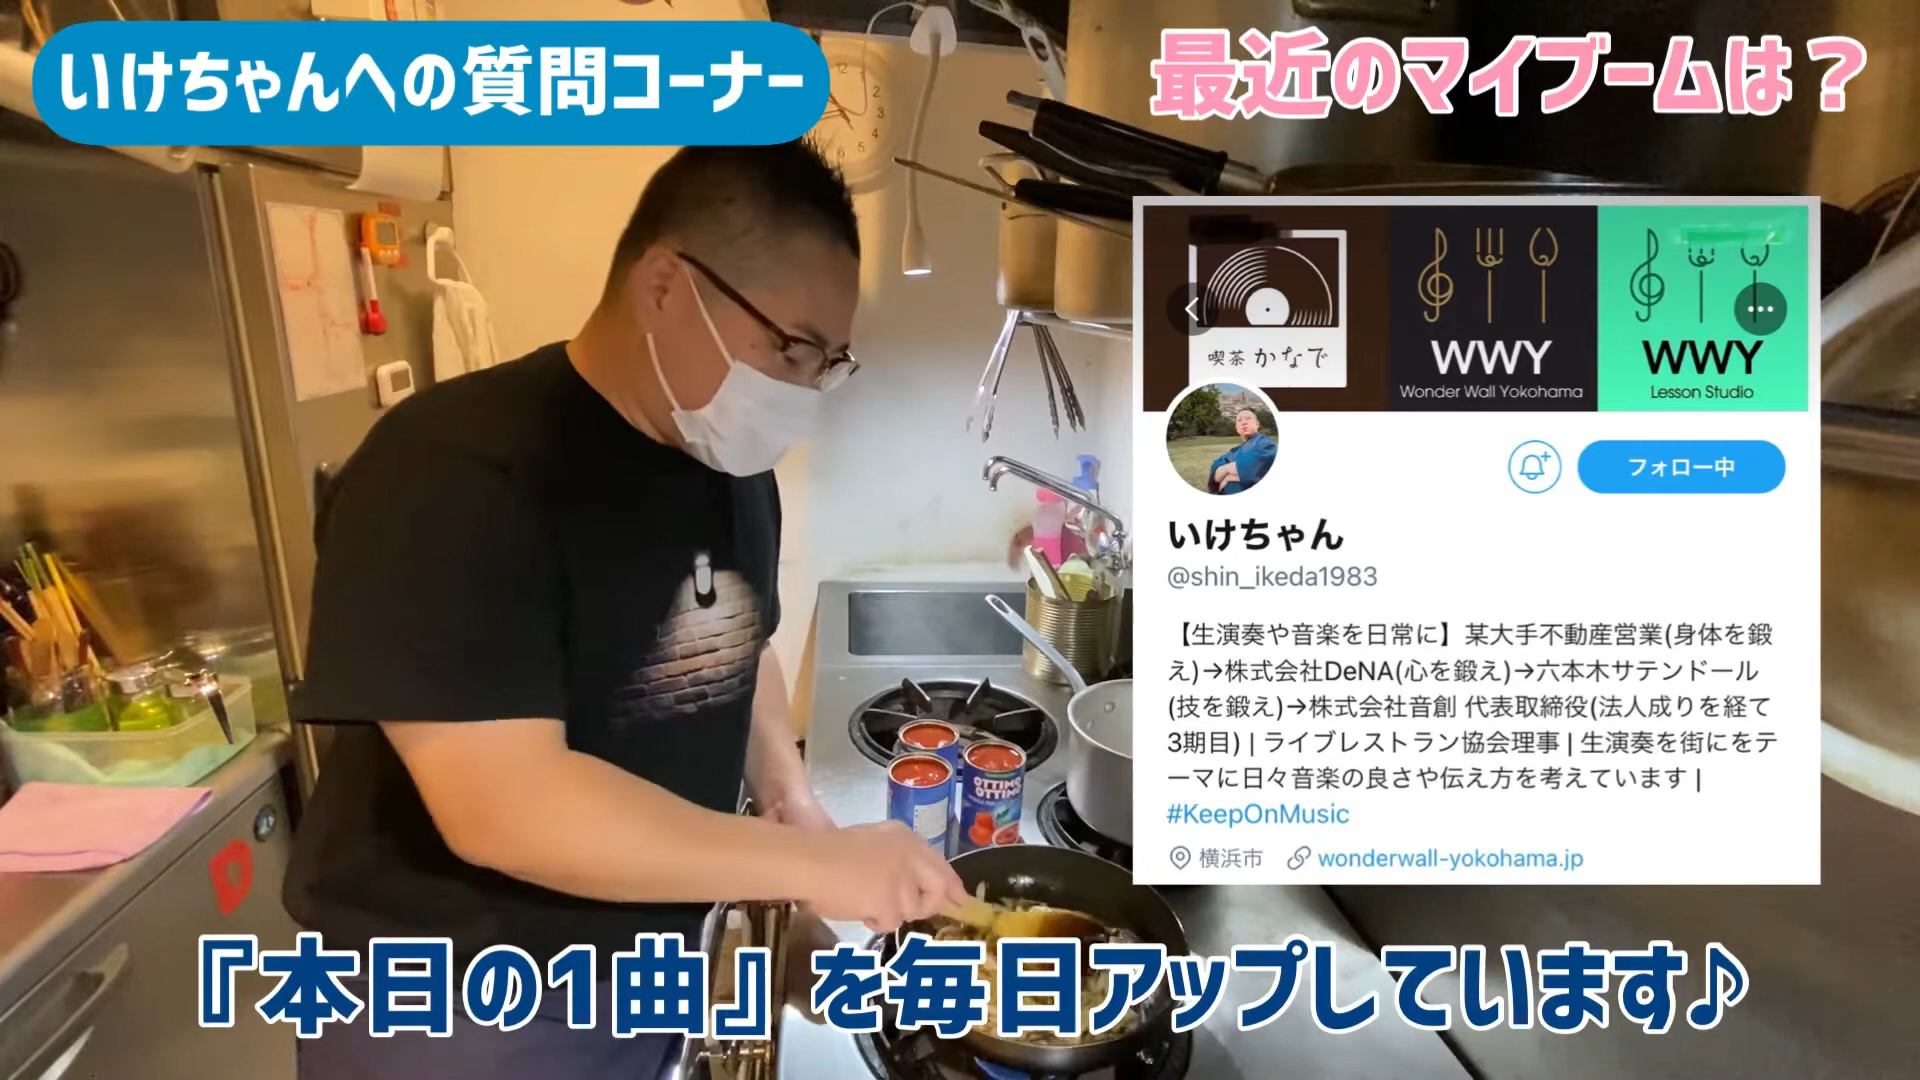 いけちゃんへの質問コーナー
最近のマイブームは？
喫茶 かなで
WWY
Wonder Wall Yokohama
WWY
Lesson Studio
フォロー中
いけちゃん
@shin_ikeda1983
【生演奏や音楽を日常に】某大手不動産営業(身体を鍛
え)→株式会社DeNA(心を鍛え)→六本木サテンドール
(技を鍛え)→株式会社音創 代表取締役(法人成りを経て
3期目) | ライブレストラン協会理事 | 生演奏を街にをテ
ーマに日々音楽の良さや伝え方を考えています |
#KeepOnMusic
横浜市 wonderwall-yokohama.jp
12
2
3
4
5
6
OTTIMO
OTTIMO
『本日の1曲』を毎日アップしています♪